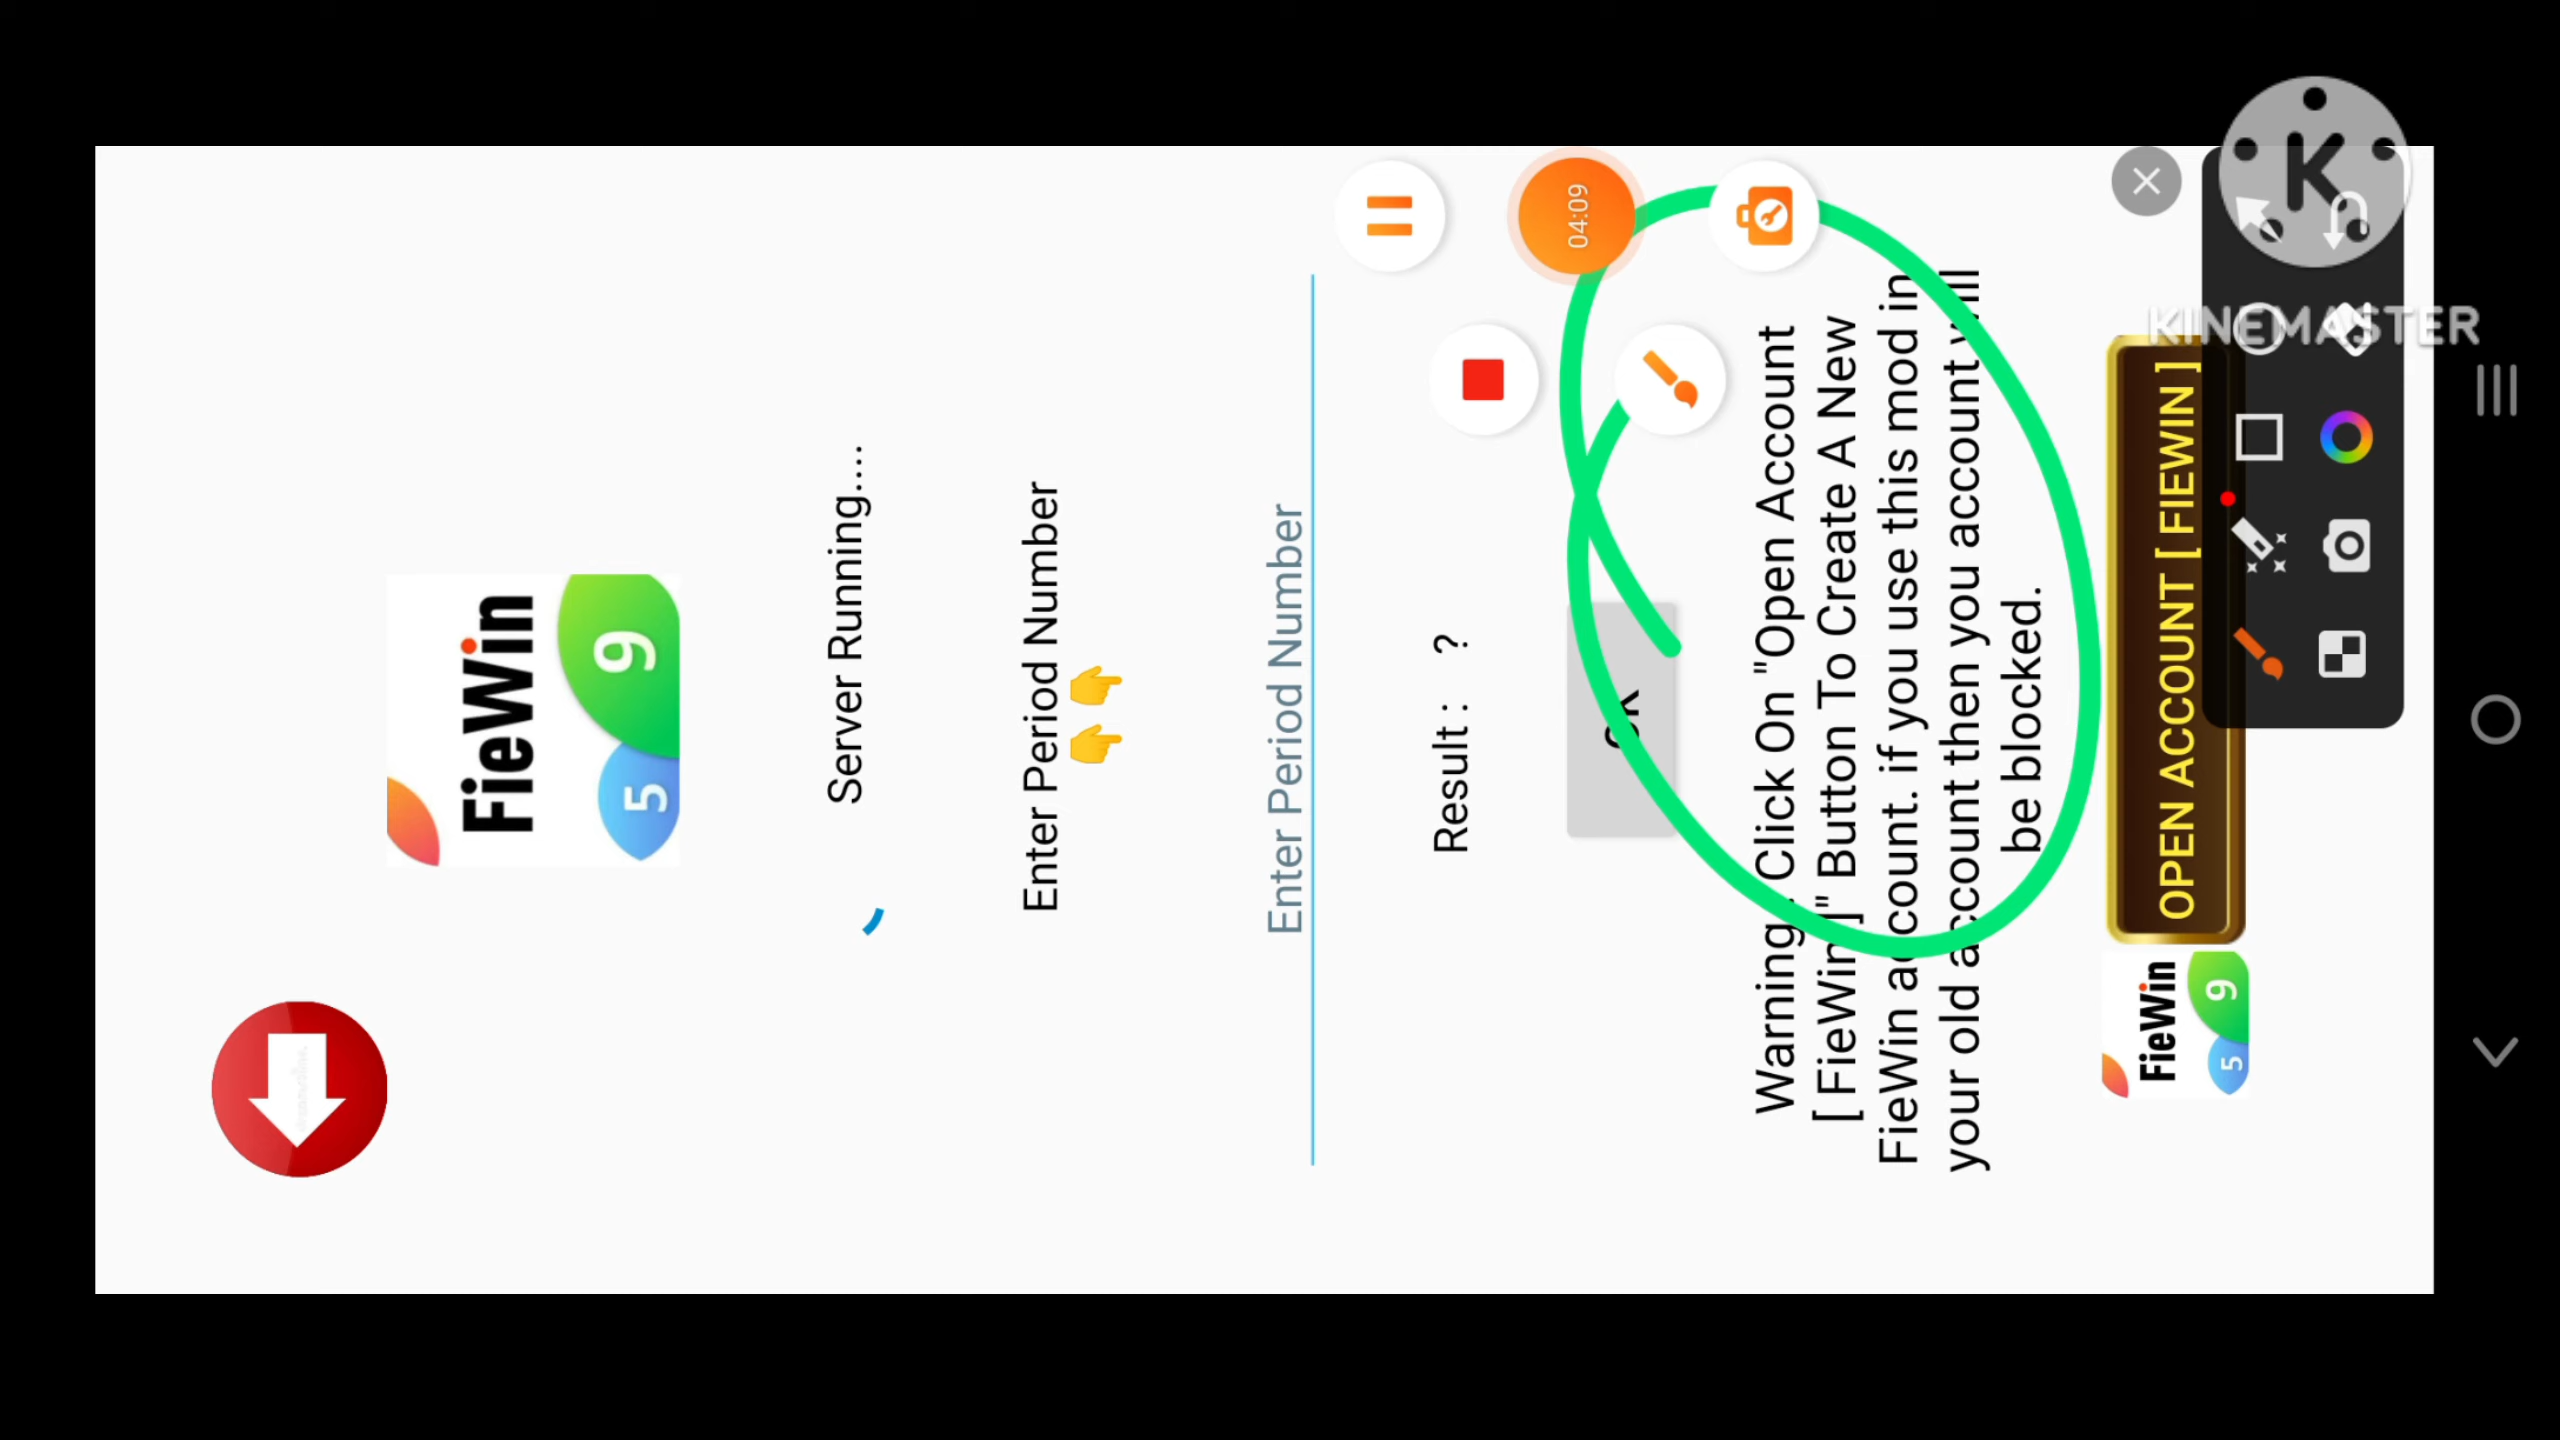 FieWin
5
9
Server Running....
Enter Period Number
👉👉
Enter Period Number
Result : ?
OK
Warning : Click On "Open Account
[ FieWin ]" Button To Create A New
FieWin account. if you use this mod in
your old account then you account will
be blocked.
FieWin
5
9
OPEN ACCOUNT [ FIEWIN ]
04:09
K
KINEMASTER